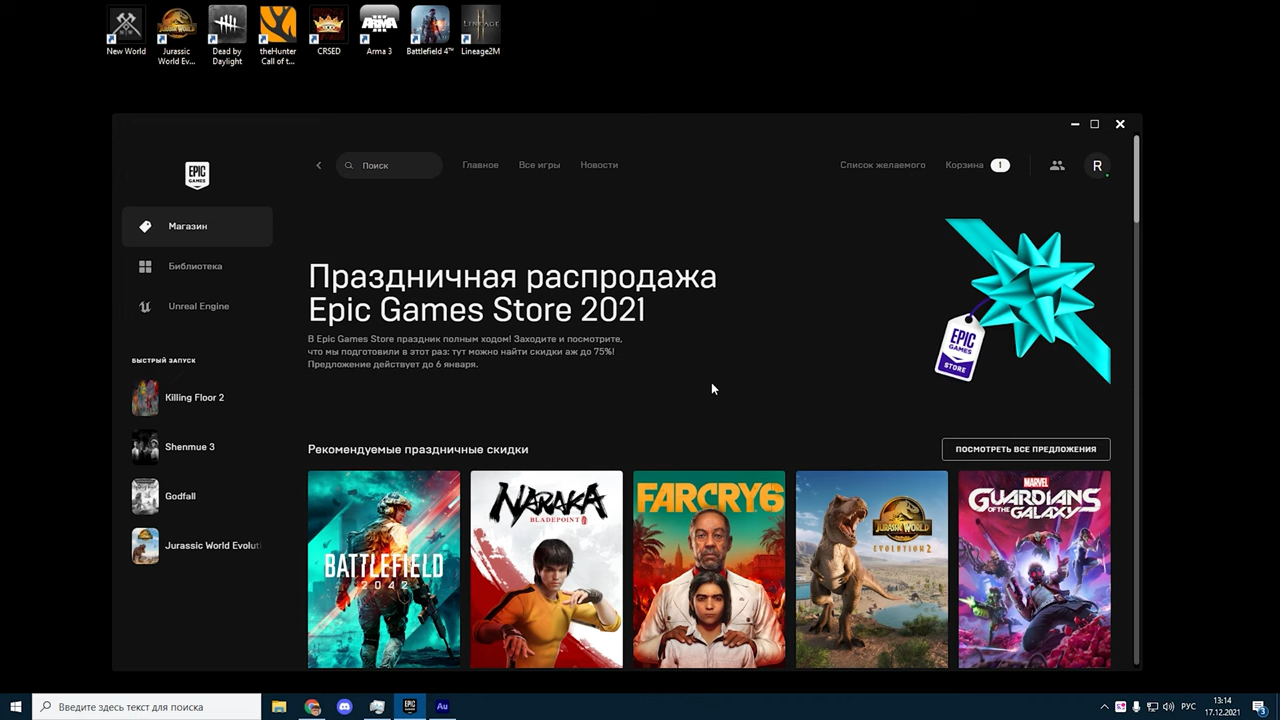 New World
Jurassic
World Ev...
Dead by
Daylight
theHunter
Call of t...
CRSED
ARMA
Arma 3
Battlefield 4™
LINEAGE
Lineage2M
EPIC
GAMES
Поиск
Главное
Все игры
Новости
Список желаемого
Корзина
1
R
Магазин
Библиотека
Unreal Engine
БЫСТРЫЙ ЗАПУСК
Killing Floor 2
Shenmue 3
Godfall
Jurassic World Evoluti
Праздничная распродажа
Epic Games Store 2021
В Epic Games Store праздник полным ходом! Заходите и посмотрите,
что мы подготовили в этот раз: тут можно найти скидки аж до 75%!
Предложение действует до 6 января.
EPIC
GAMES
STORE
Рекомендуемые праздничные скидки
ПОСМОТРЕТЬ ВСЕ ПРЕДЛОЖЕНИЯ
BATTLEFIELD
2042
NARAKA
BLADEPOINT
FARCRY6
JURASSIC WORLD
EVOLUTION 2
MARVEL
GUARDIANS
OF THE GALAXY
Введите здесь текст для поиска
EPIC
Au
РУС
13:14
17.12.2021
3